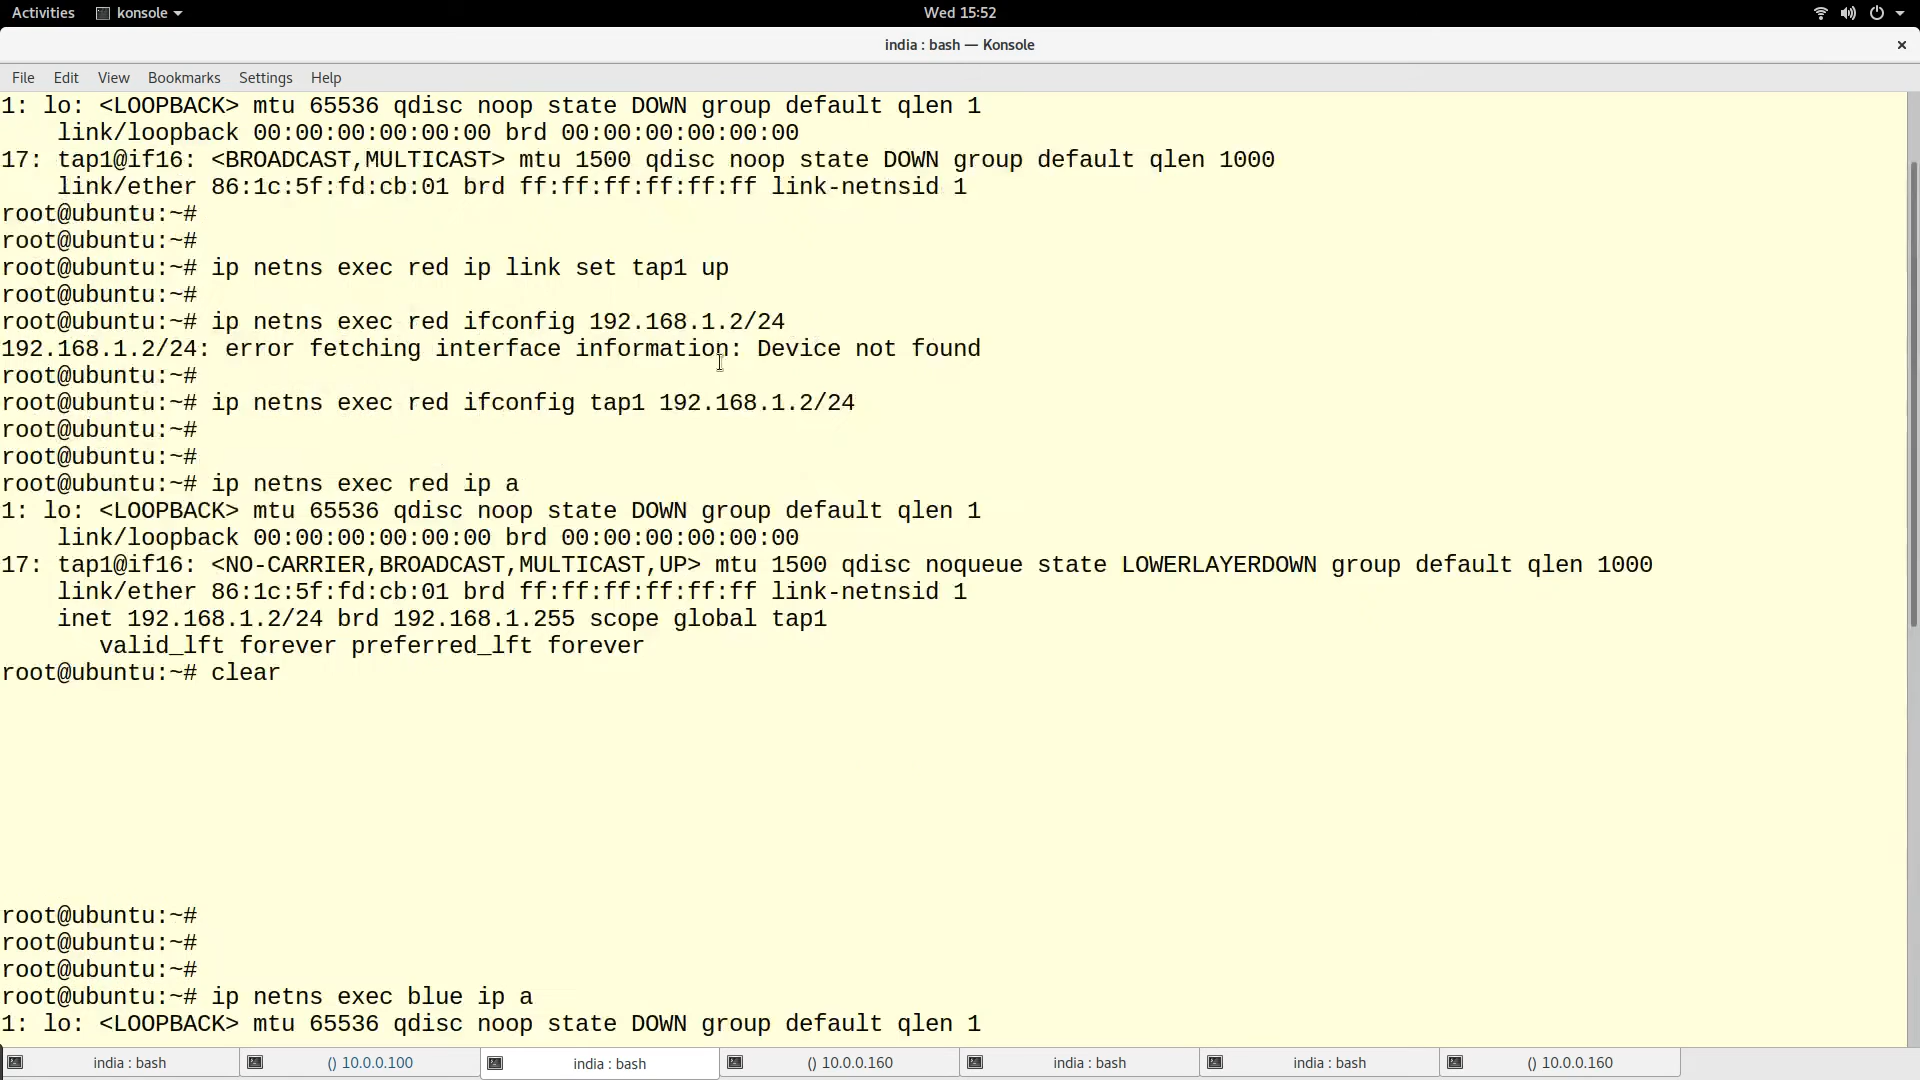 Activities konsole Wed 15:52
india : bash — Konsole ×
File Edit View Bookmarks Settings Help
1: lo: <LOOPBACK> mtu 65536 qdisc noop state DOWN group default qlen 1
link/loopback 00:00:00:00:00:00 brd 00:00:00:00:00:00
17: tap1@if16: <BROADCAST,MULTICAST> mtu 1500 qdisc noop state DOWN group default qlen 1000
link/ether 86:1c:5f:fd:cb:01 brd ff:ff:ff:ff:ff:ff link-netnsid 1
root@ubuntu:~#
root@ubuntu:~#
root@ubuntu:~# ip netns exec red ip link set tap1 up
root@ubuntu:~#
root@ubuntu:~# ip netns exec red ifconfig 192.168.1.2/24
192.168.1.2/24: error fetching interface information: Device not found
root@ubuntu:~#
root@ubuntu:~# ip netns exec red ifconfig tap1 192.168.1.2/24
root@ubuntu:~#
root@ubuntu:~#
root@ubuntu:~# ip netns exec red ip a
1: lo: <LOOPBACK> mtu 65536 qdisc noop state DOWN group default qlen 1
link/loopback 00:00:00:00:00:00 brd 00:00:00:00:00:00
17: tap1@if16: <NO-CARRIER,BROADCAST,MULTICAST,UP> mtu 1500 qdisc noqueue state LOWERLAYERDOWN group default qlen 1000
link/ether 86:1c:5f:fd:cb:01 brd ff:ff:ff:ff:ff:ff link-netnsid 1
inet 192.168.1.2/24 brd 192.168.1.255 scope global tap1
valid_lft forever preferred_lft forever
root@ubuntu:~# clear
root@ubuntu:~#
root@ubuntu:~#
root@ubuntu:~#
root@ubuntu:~# ip netns exec blue ip a
1: lo: <LOOPBACK> mtu 65536 qdisc noop state DOWN group default qlen 1
india : bash () 10.0.0.100 india : bash () 10.0.0.160 india : bash india : bash () 10.0.0.160